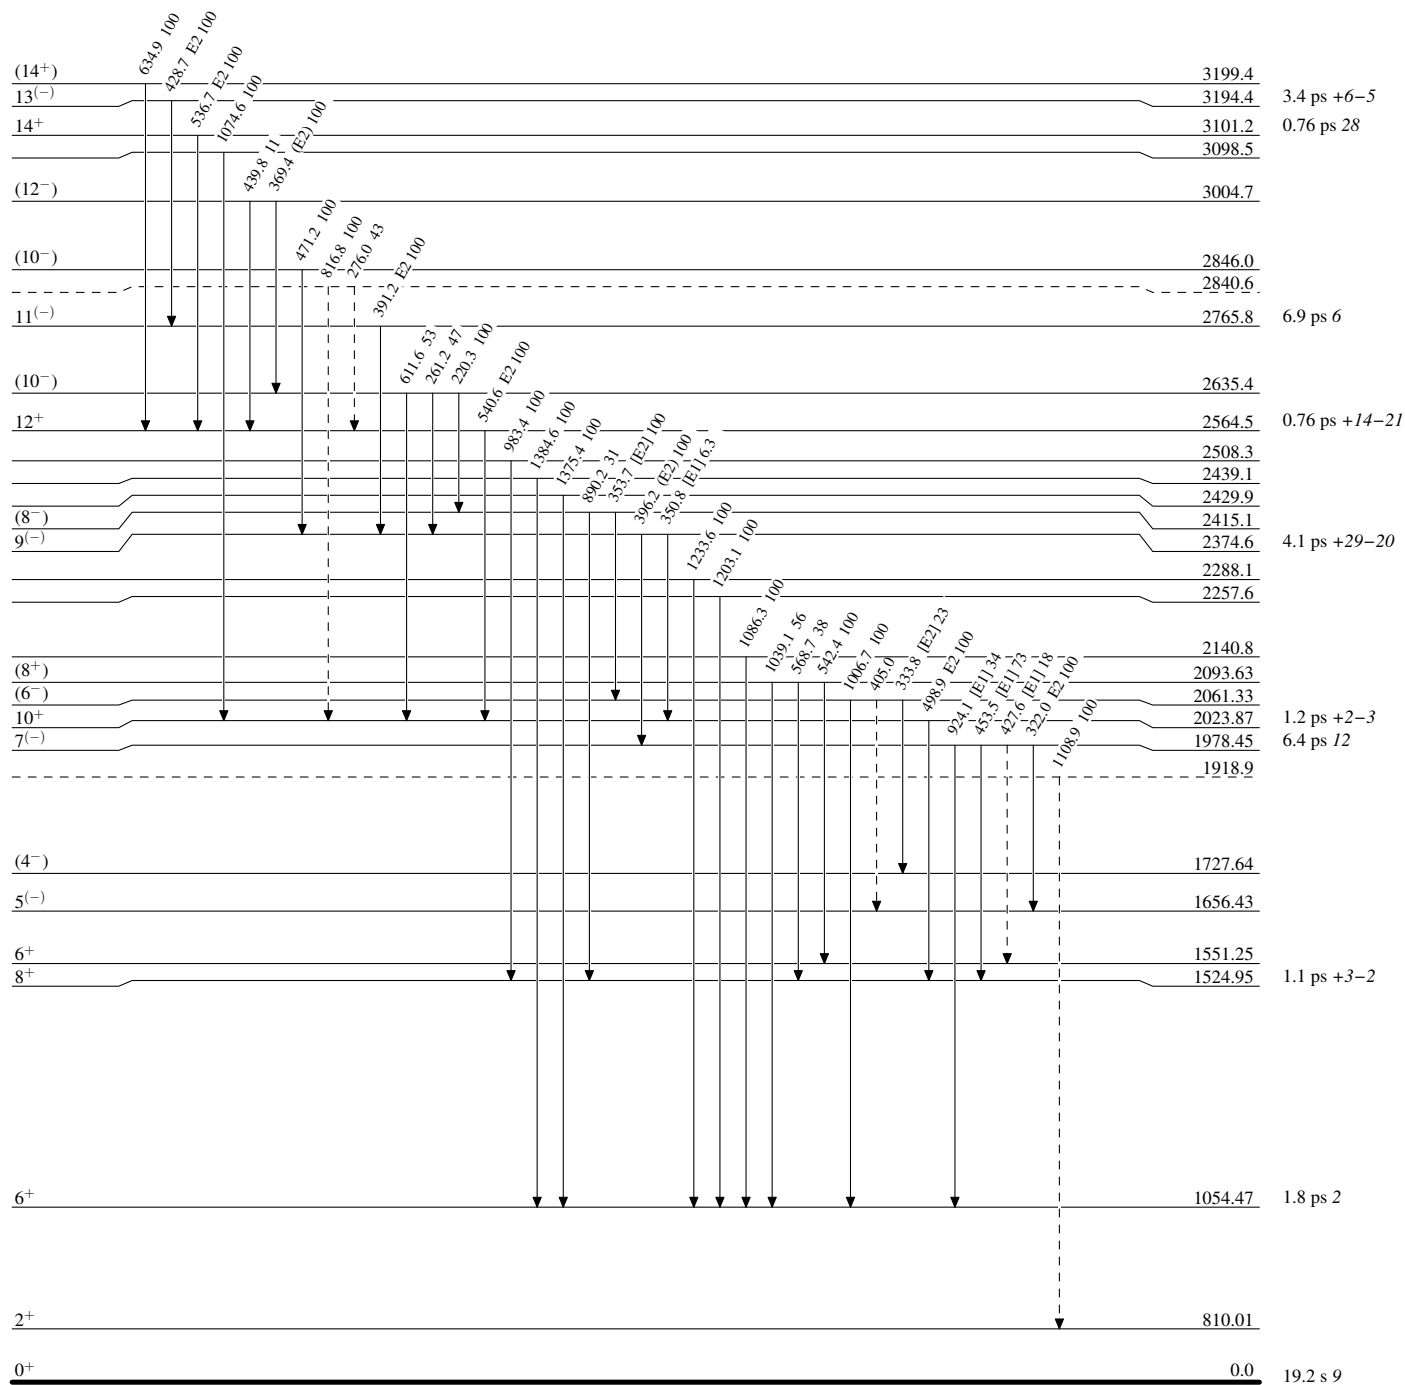 634.9 100
428.7 E2 100
536.7 E2 100
1074.6 100
439.8 11
369.4 (E2) 100
471.2 100
816.8 100
276.0 43
391.2 E2 100
611.6 53
261.2 47
220.3 100
540.6 E2 100
983.4 100
1384.6 100
1375.4 100
890.2 31
353.7 [E2] 100
396.2 (E2) 100
350.8 [E1] 6.3
1233.6 100
1203.1 100
1086.3 100
1039.1 56
568.7 38
542.4 100
1006.7 100
405.0
333.8 [E2] 23
498.9 E2 100
924.1 [E1] 34
453.5 [E1] 73
427.6 [E1] 18
322.0 E2 100
1108.9 100
(14⁺) 3199.4
13⁽⁻⁾ 3194.4 3.4 ps +6−5
14⁺ 3101.2 0.76 ps 28
3098.5
(12⁻) 3004.7
(10⁻) 2846.0
2840.6
11⁽⁻⁾ 2765.8 6.9 ps 6
(10⁻) 2635.4
12⁺ 2564.5 0.76 ps +14−21
2508.3
2439.1
2429.9
(8⁻) 2415.1
9⁽⁻⁾ 2374.6 4.1 ps +29−20
2288.1
2257.6
2140.8
(8⁺) 2093.63
(6⁻) 2061.33
10⁺ 2023.87 1.2 ps +2−3
7⁽⁻⁾ 1978.45 6.4 ps 12
1918.9
(4⁻) 1727.64
5⁽⁻⁾ 1656.43
6⁺ 1551.25
8⁺ 1524.95 1.1 ps +3−2
6⁺ 1054.47 1.8 ps 2
2⁺ 810.01
0⁺ 0.0 19.2 s 9